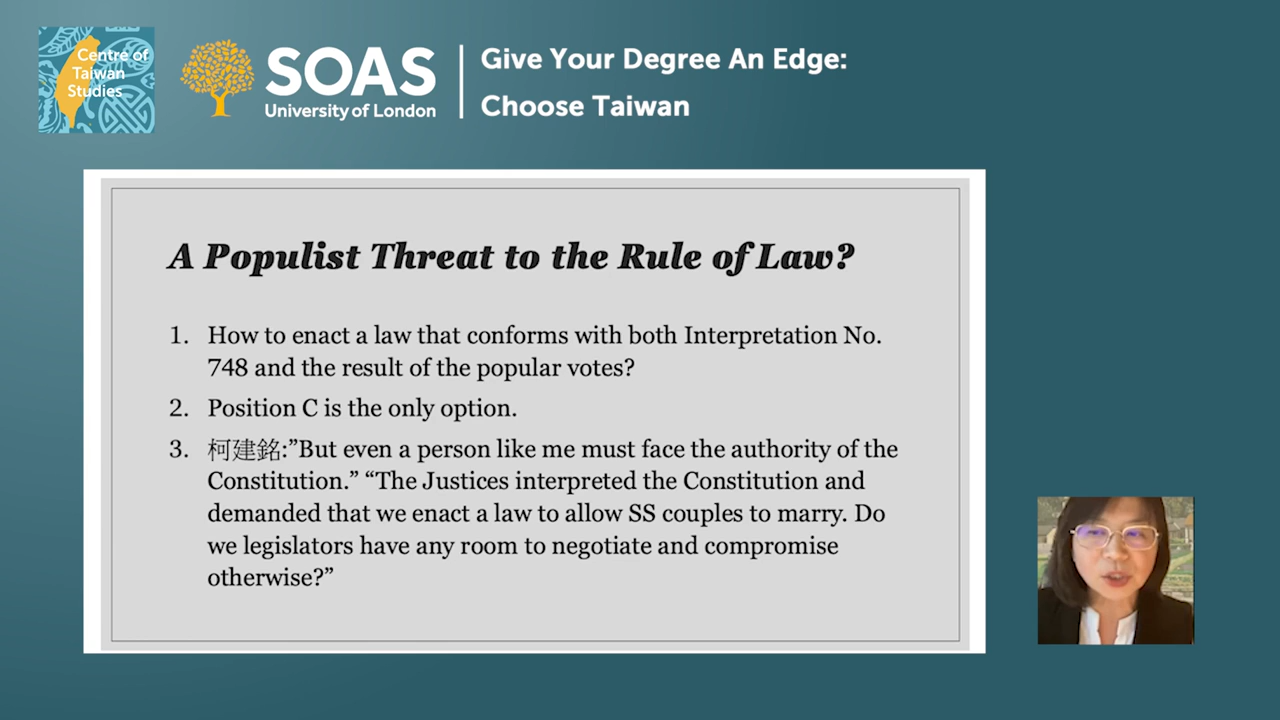 Centre of
Taiwan
Studies
SOAS
University of London
Give Your Degree An Edge:
Choose Taiwan
A Populist Threat to the Rule of Law?
1. How to enact a law that conforms with both Interpretation No.
748 and the result of the popular votes?
2. Position C is the only option.
3. 柯建銘:”But even a person like me must face the authority of the
Constitution.” “The Justices interpreted the Constitution and
demanded that we enact a law to allow SS couples to marry. Do
we legislators have any room to negotiate and compromise
otherwise?”